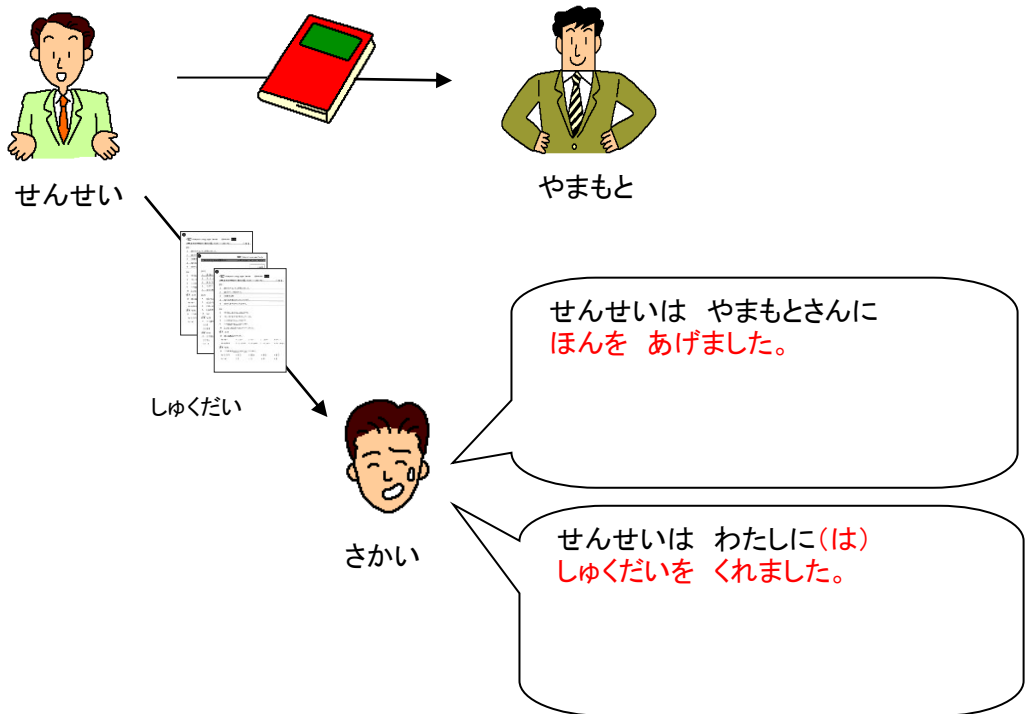 せんせい
やまもと
しゅくだい
さかい
せんせいは　やまもとさんに
ほんを　あげました。
せんせいは　わたしに(は)
しゅくだいを　くれました。